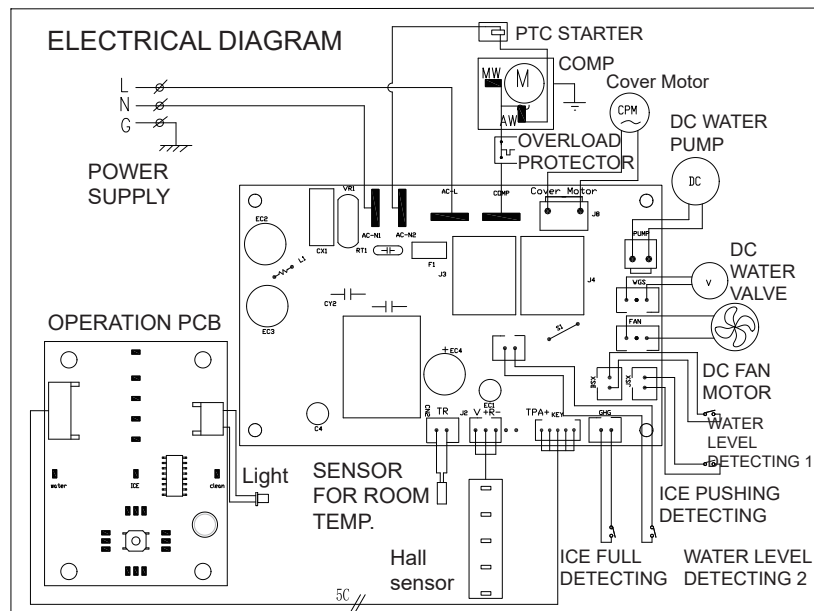 ELECTRICAL DIAGRAM
PTC STARTER
COMP
MW
M
AW
Cover Motor
CPM
L
N
G
POWER
SUPPLY
OVERLOAD
PROTECTOR
DC WATER
PUMP
DC
VR1
EC2
CX1
AC-N1
AC-N2
RT1
AC-L
COMP
Cover Motor
J8
F1
J3
J4
L1
PUMP
WGS
DC
WATER
VALVE
V
FAN
EC3
CY2
S1
OPERATION PCB
EC4
EC1
C4
DC FAN
MOTOR
BSX
JSX
CN2
TR
J2
V +R-
TPA+
KEY
GHG
WATER
LEVEL
DETECTING 1
water
ICE
clean
Light
SENSOR
FOR ROOM
TEMP.
ICE PUSHING
DETECTING
Hall
sensor
ICE FULL
DETECTING
WATER LEVEL
DETECTING 2
5C